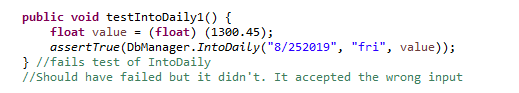 public void testIntoDaily1() {
float value = (float) (1300.45);
assertTrue(DbManager.IntoDaily("8/252019", "fri", value));
} //fails test of IntoDaily
//Should have failed but it didn't. It accepted the wrong input